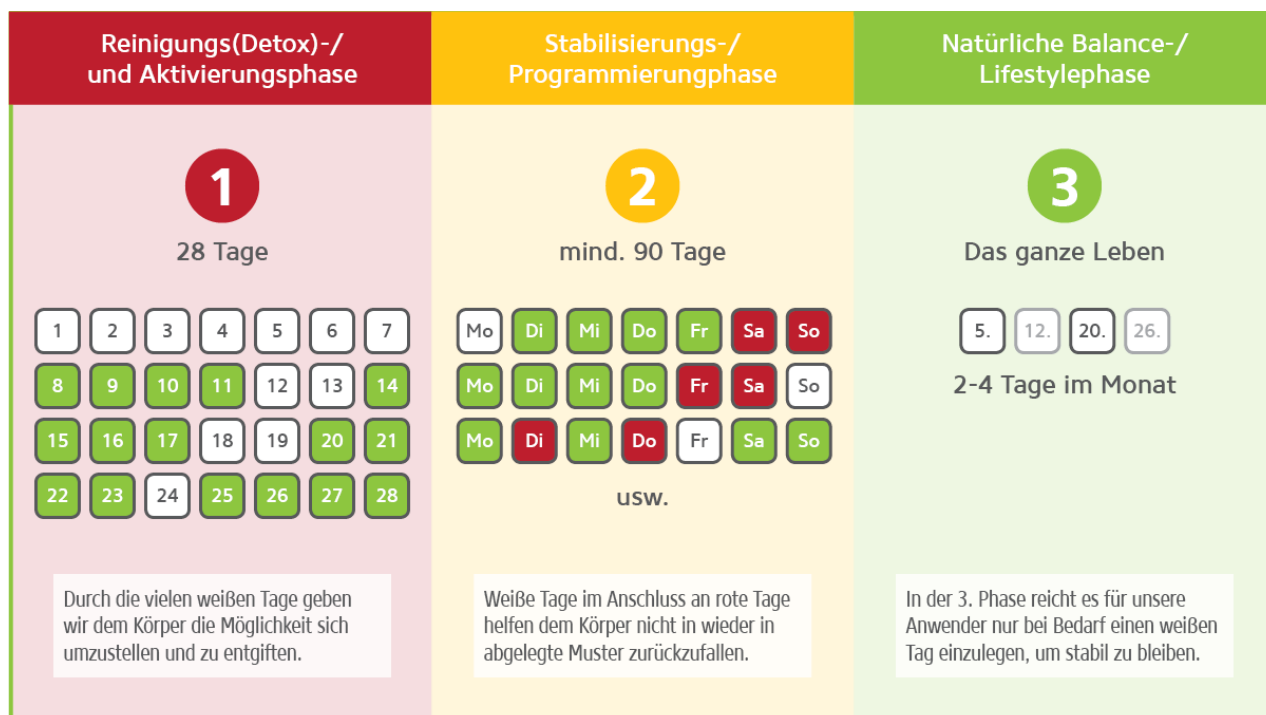 Reinigungs(Detox)-/
und Aktivierungsphase
1
28 Tage
1 2 3 4 5 6 7
8 9 10 11 12 13 14
15 16 17 18 19 20 21
22 23 24 25 26 27 28
Durch die vielen weißen Tage geben
wir dem Körper die Möglichkeit sich
umzustellen und zu entgiften.
Stabilisierungs-/
Programmierungphase
2
mind. 90 Tage
Mo Di Mi Do Fr Sa So
Mo Di Mi Do Fr Sa So
Mo Di Mi Do Fr Sa So
usw.
Weiße Tage im Anschluss an rote Tage
helfen dem Körper nicht in wieder in
abgelegte Muster zurückzufallen.
Natürliche Balance-/
Lifestylephase
3
Das ganze Leben
5. 12. 20. 26.
2-4 Tage im Monat
In der 3. Phase reicht es für unsere
Anwender nur bei Bedarf einen weißen
Tag einzulegen, um stabil zu bleiben.